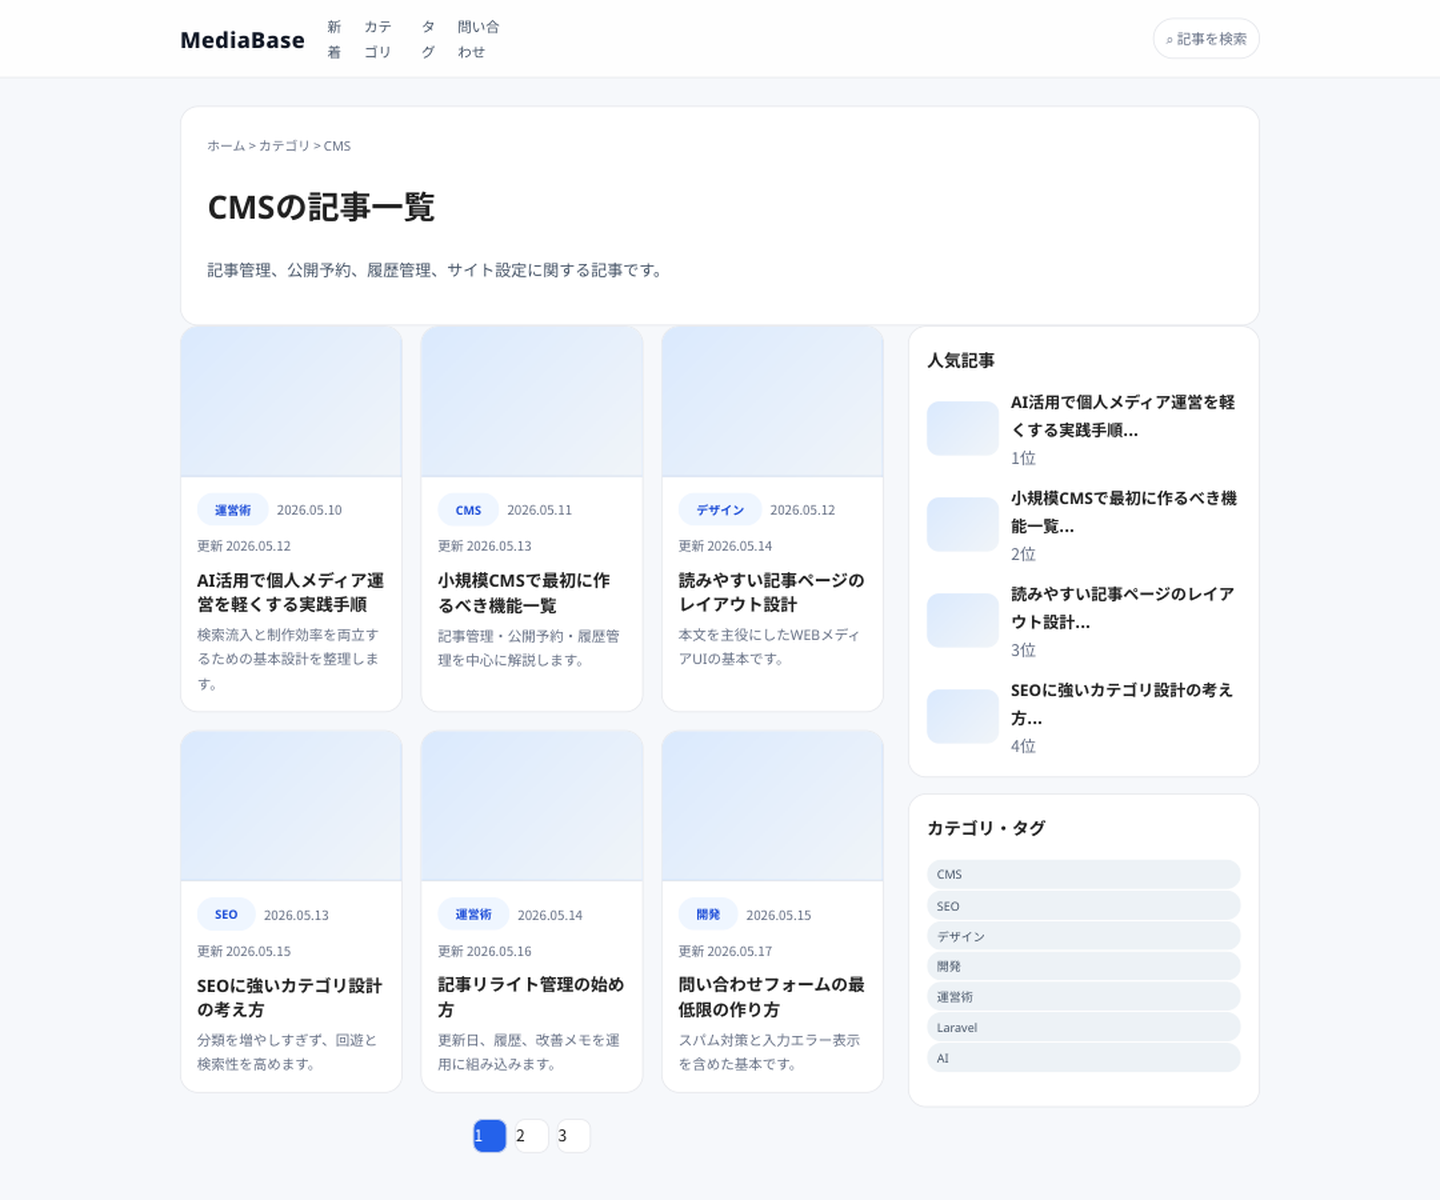 MediaBase
新着
カテゴリ
タグ
問い合わせ
⌕ 記事を検索
ホーム > カテゴリ > CMS
CMSの記事一覧
記事管理、公開予約、履歴管理、サイト設定に関する記事です。
運営術 2026.05.10
更新 2026.05.12
AI活用で個人メディア運
営を軽くする実践手順
検索流入と制作効率を両立す
るための基本設計を整理しま
す。
CMS 2026.05.11
更新 2026.05.13
小規模CMSで最初に作
るべき機能一覧
記事管理・公開予約・履歴管
理を中心に解説します。
デザイン 2026.05.12
更新 2026.05.14
読みやすい記事ページの
レイアウト設計
本文を主役にしたWEBメディ
アUIの基本です。
SEO 2026.05.13
更新 2026.05.15
SEOに強いカテゴリ設計
の考え方
分類を増やしすぎず、回遊と
検索性を高めます。
運営術 2026.05.14
更新 2026.05.16
記事リライト管理の始め
方
更新日、履歴、改善メモを運
用に組み込みます。
開発 2026.05.15
更新 2026.05.17
問い合わせフォームの最
低限の作り方
スパム対策と入力エラー表示
を含めた基本です。
1 2 3
人気記事
AI活用で個人メディア運営を軽
くする実践手順...
1位
小規模CMSで最初に作るべき機
能一覧...
2位
読みやすい記事ページのレイア
ウト設計...
3位
SEOに強いカテゴリ設計の考え
方...
4位
カテゴリ・タグ
CMS
SEO
デザイン
開発
運営術
Laravel
AI